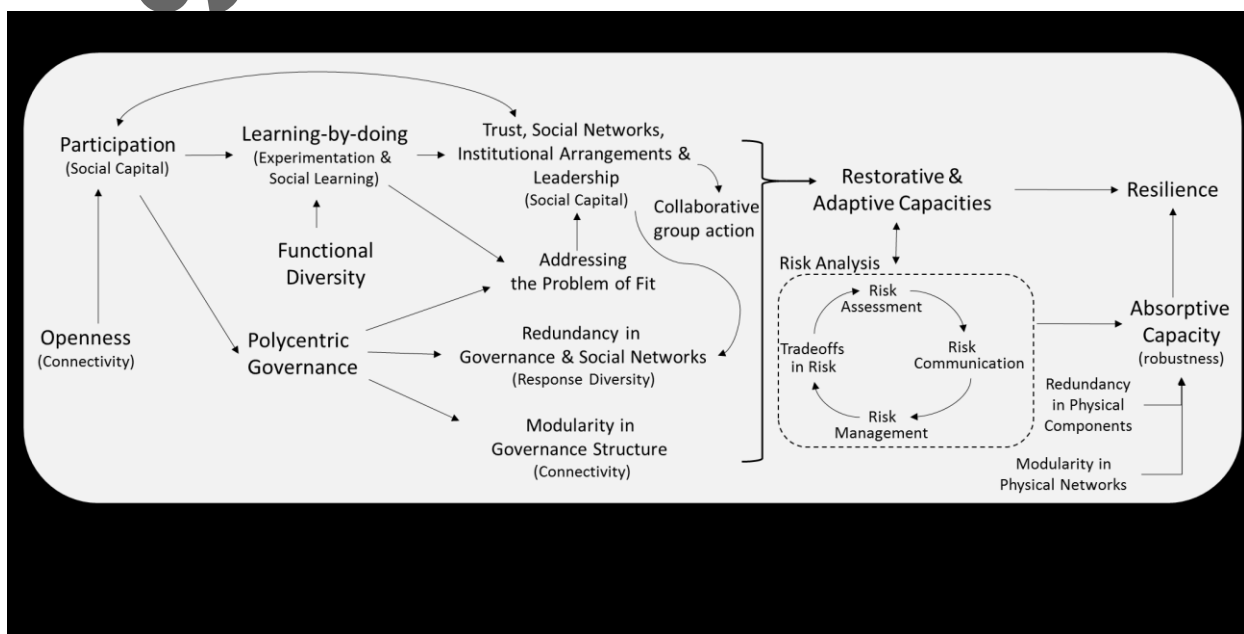 Participation
(Social Capital)
Learning-by-doing
(Experimentation &
Social Learning)
Trust, Social Networks,
Institutional Arrangements &
Leadership
(Social Capital)
Collaborative
group action
Functional
Diversity
Addressing
the Problem of Fit
Openness
(Connectivity)
Polycentric
Governance
Redundancy in
Governance & Social Networks
(Response Diversity)
Modularity in
Governance Structure
(Connectivity)
Restorative &
Adaptive Capacities
Resilience
Risk Analysis
Risk
Assessment
Risk
Communication
Risk
Management
Tradeoffs
in Risk
Absorptive
Capacity
(robustness)
Redundancy
in Physical
Components
Modularity in
Physical Networks